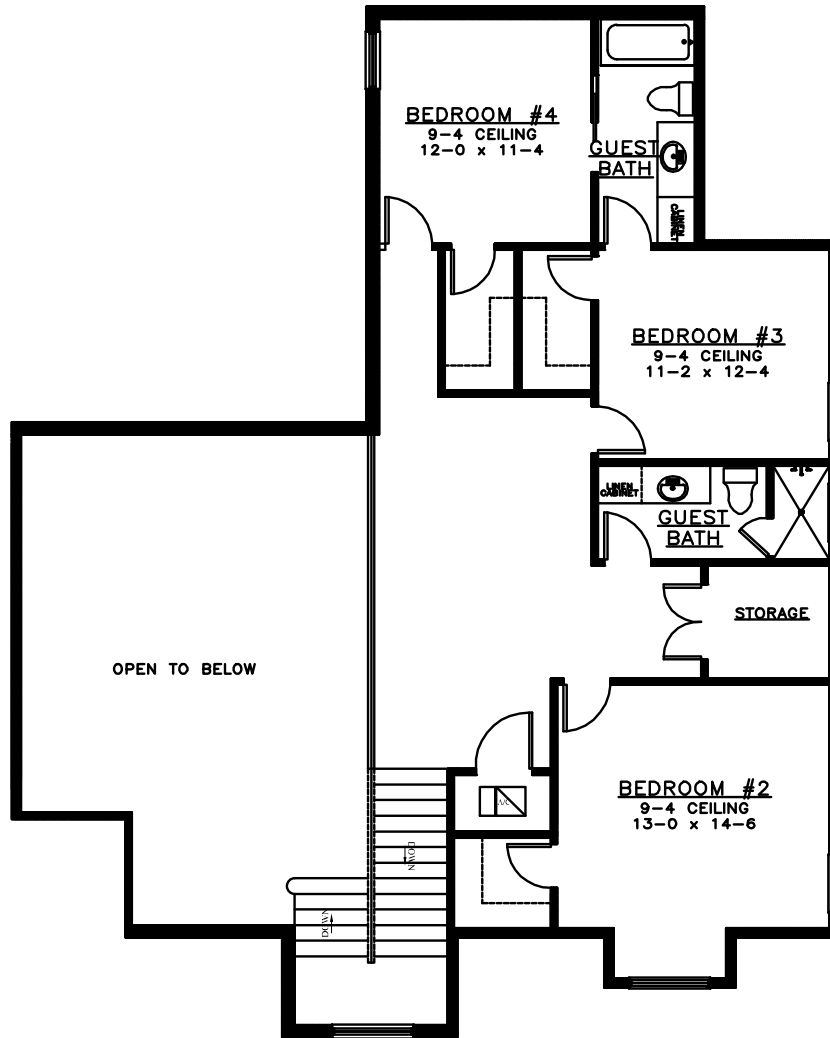 BEDROOM #4
9-4 CEILING
12-0 x 11-4
GUEST
BATH
LINEN
CABINET
BEDROOM #3
9-4 CEILING
11-2 x 12-4
LINEN
CABINET
GUEST
BATH
STORAGE
OPEN TO BELOW
BEDROOM #2
9-4 CEILING
13-0 x 14-6
A/C
DOWN
DOWN